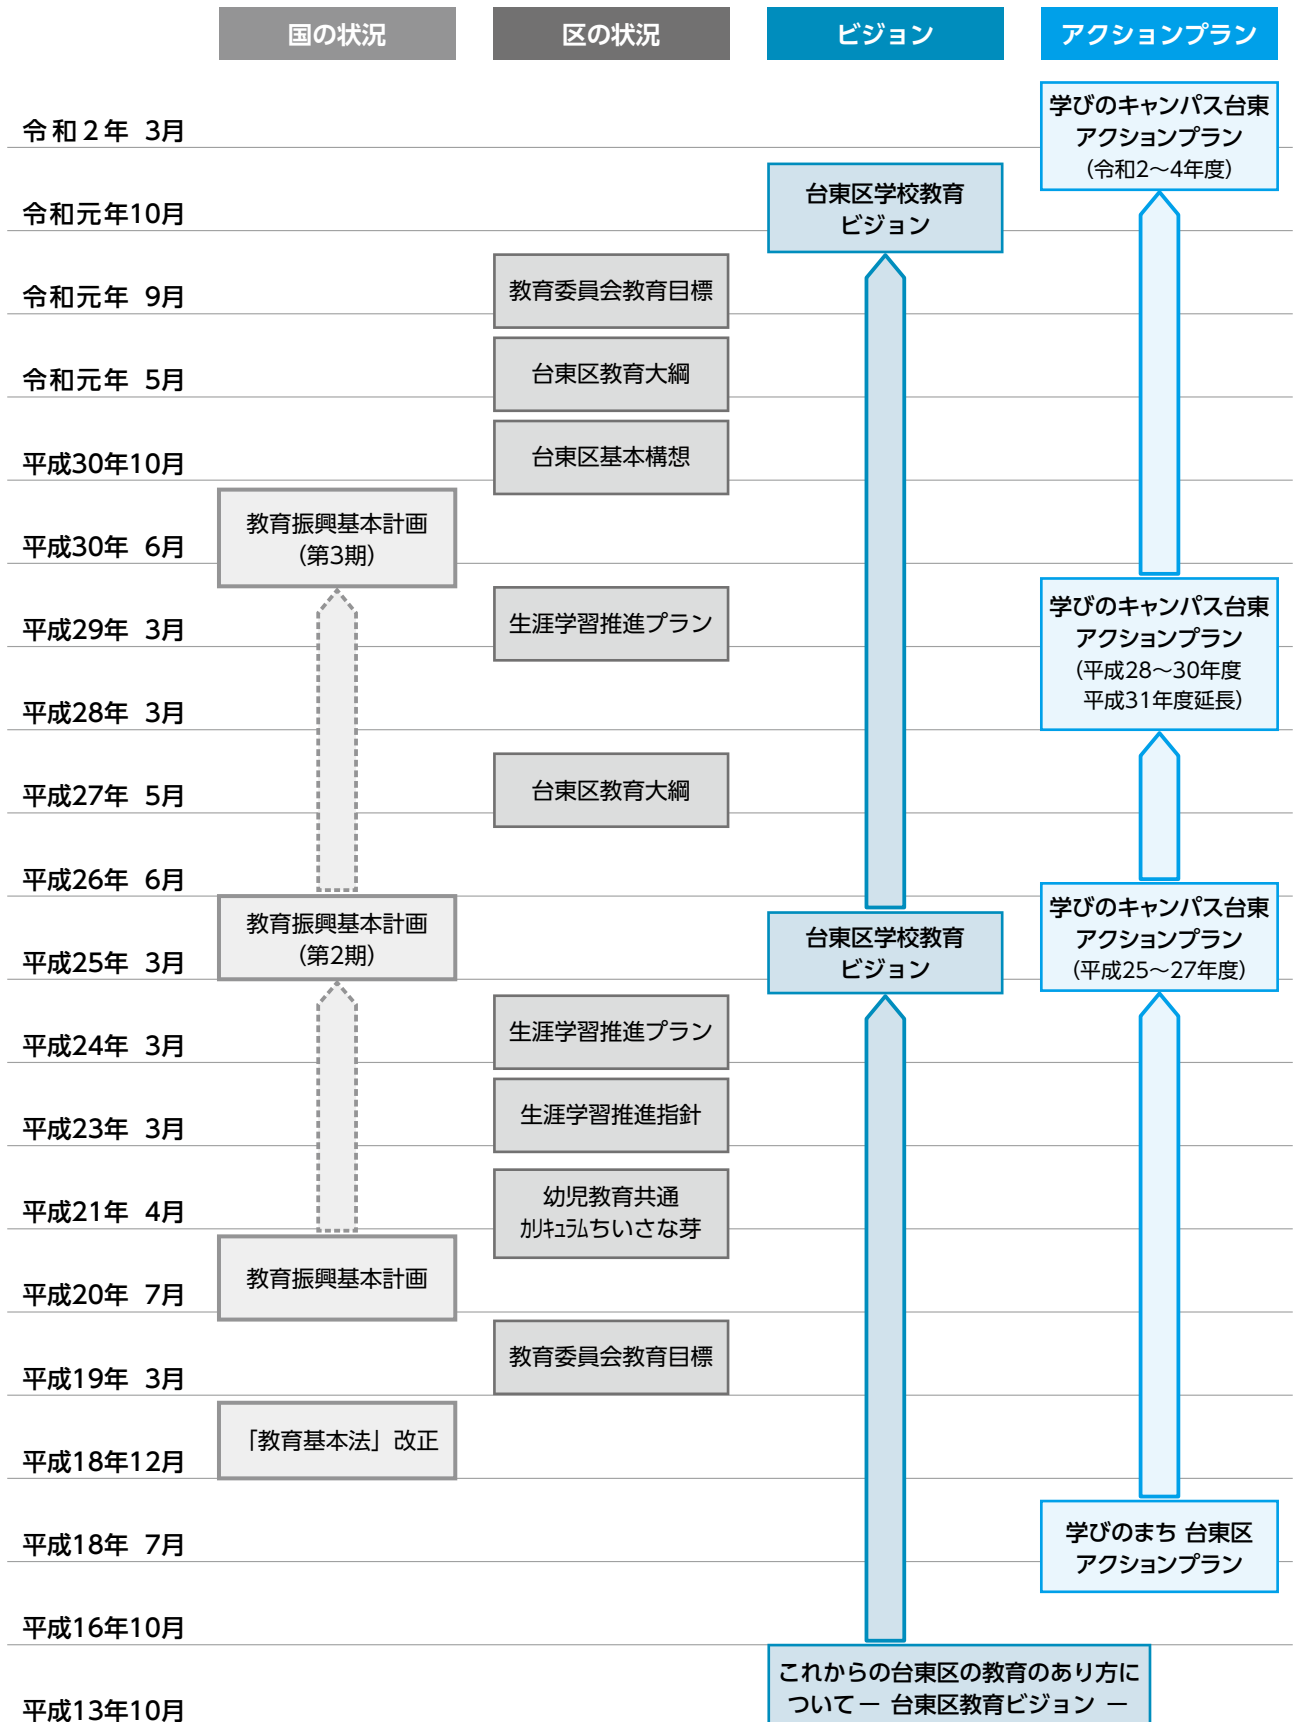 国の状況
区の状況
ビジョン
アクションプラン
令和2年 3月
学びのキャンパス台東
アクションプラン
(令和2〜4年度)
令和元年10月
台東区学校教育
ビジョン
令和元年 9月
教育委員会教育目標
令和元年 5月
台東区教育大綱
平成30年10月
台東区基本構想
平成30年 6月
教育振興基本計画
(第3期)
平成29年 3月
生涯学習推進プラン
学びのキャンパス台東
アクションプラン
(平成28〜30年度
平成31年度延長)
平成28年 3月
平成27年 5月
台東区教育大綱
平成26年 6月
平成25年 3月
教育振興基本計画
(第2期)
台東区学校教育
ビジョン
学びのキャンパス台東
アクションプラン
(平成25〜27年度)
平成24年 3月
生涯学習推進プラン
平成23年 3月
生涯学習推進指針
平成21年 4月
幼児教育共通
カリキュラムちいさな芽
平成20年 7月
教育振興基本計画
平成19年 3月
教育委員会教育目標
平成18年12月
「教育基本法」改正
平成18年 7月
学びのまち 台東区
アクションプラン
平成16年10月
平成13年10月
これからの台東区の教育のあり方に
ついて ー 台東区教育ビジョン ー